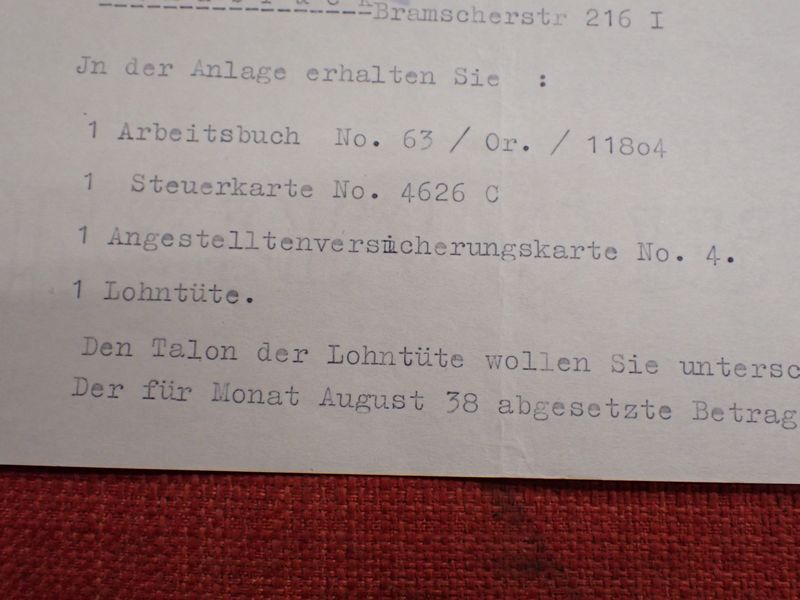 Bramscherstr 216 I
Jn der Anlage erhalten Sie :
1 Arbeitsbuch No. 63 / Or. / 118o4
1 Steuerkarte No. 4626 C
1 Angestelltenversicherungskarte No. 4.
1 Lohntüte.
Den Talon der Lohntüte wollen Sie untersc
Der für Monat August 38 abgesetzte Betrag